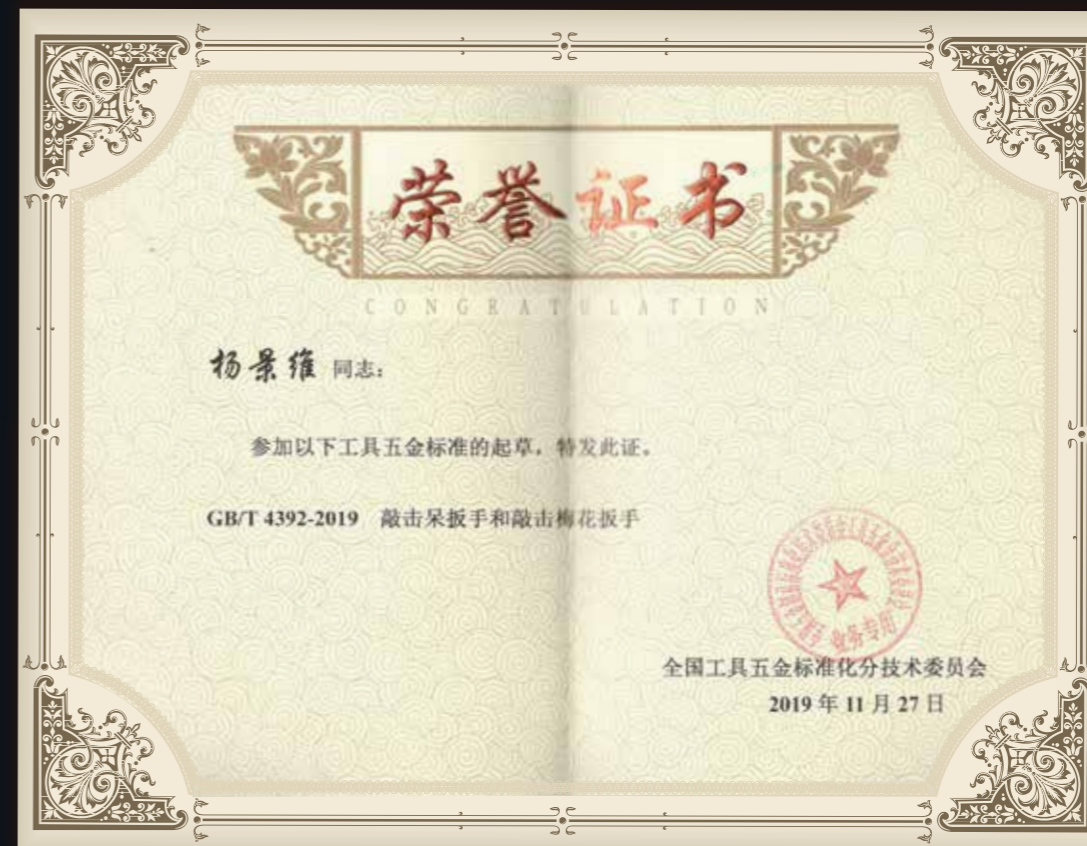 荣誉证书
CONGRATULATION
杨景维 同志：
参加以下工具五金标准的起草，特发此证。
GB/T 4392-2019 敲击呆扳手和敲击梅花扳手
全国工具五金标准化分技术委员会
2019 年 11 月 27 日